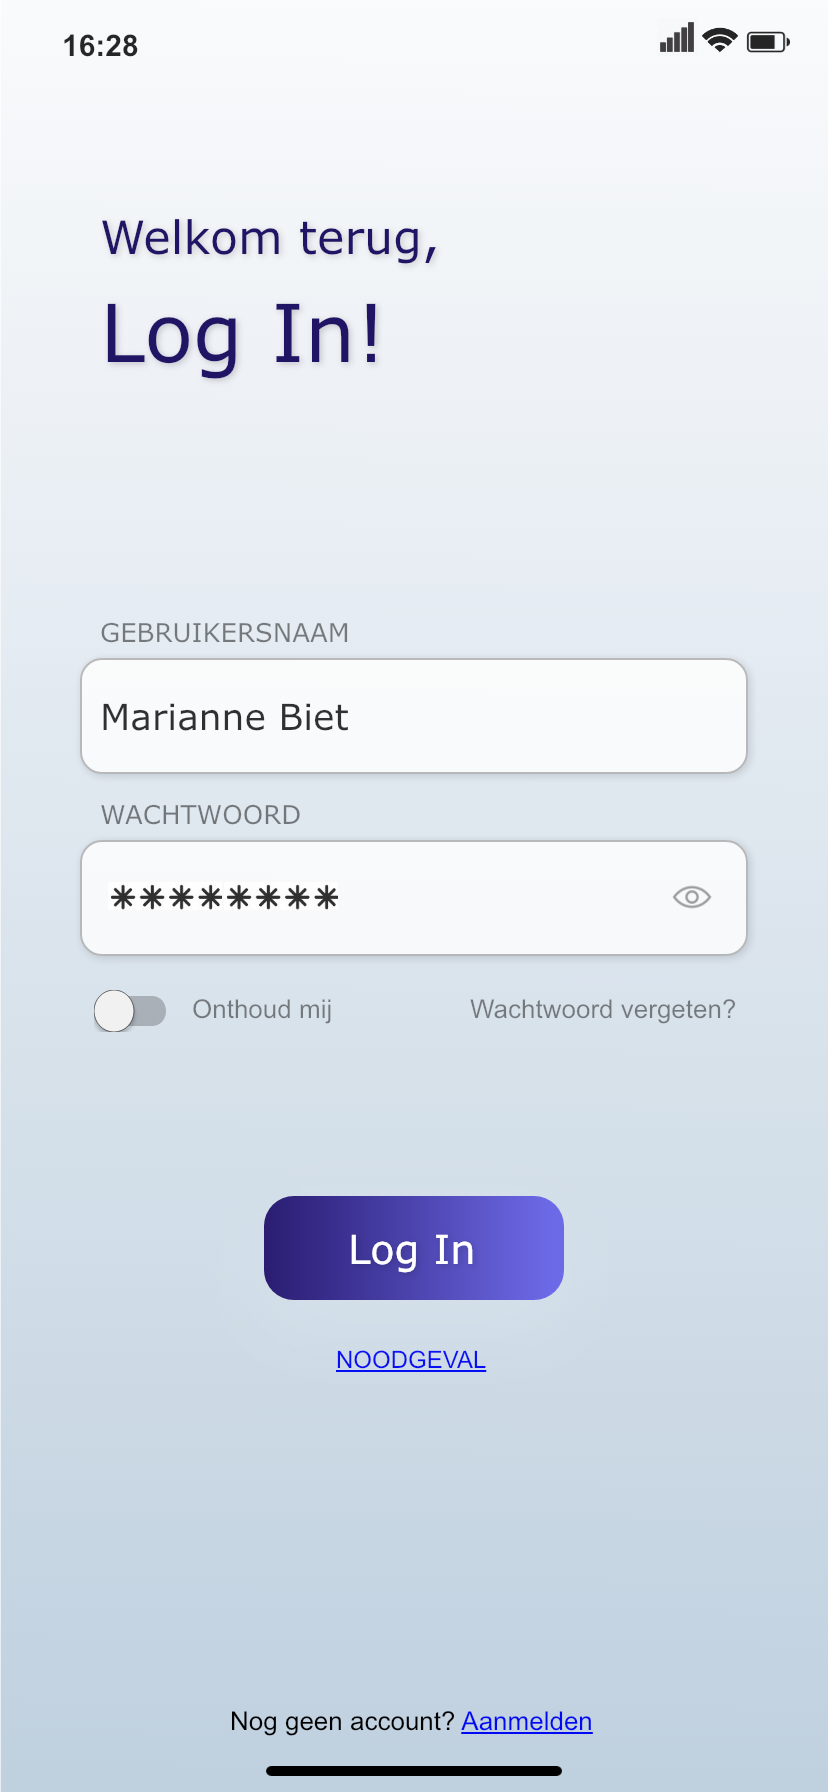 16:28
Welkom terug,
Log In!
GEBRUIKERSNAAM
Marianne Biet
WACHTWOORD
********
Onthoud mij
Wachtwoord vergeten?
Log In
NOODGEVAL
Nog geen account? Aanmelden